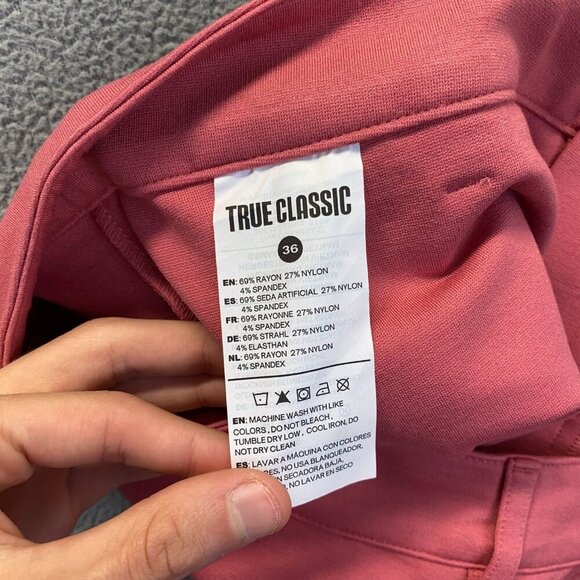 TRUE CLASSIC
36
EN: 69% RAYON 27% NYLON
4% SPANDEX
ES: 69% SEDA ARTIFICIAL 27% NYLON
4% SPANDEX
FR: 69% RAYONNE 27% NYLON
4% SPANDEX
DE: 69% STRAHL 27% NYLON
4% ELASTHAN
NL: 69% RAYON 27% NYLON
4% SPANDEX
EN: MACHINE WASH WITH LIKE
COLORS, DO NOT BLEACH.
TUMBLE DRY LOW. COOL IRON, DO
NOT DRY CLEAN
ES: LAVAR A MÁQUINA CON COLORES
NO USA BLANQUEADOR,
EN SECADORA BAJA.
NO LAVAR EN SECO